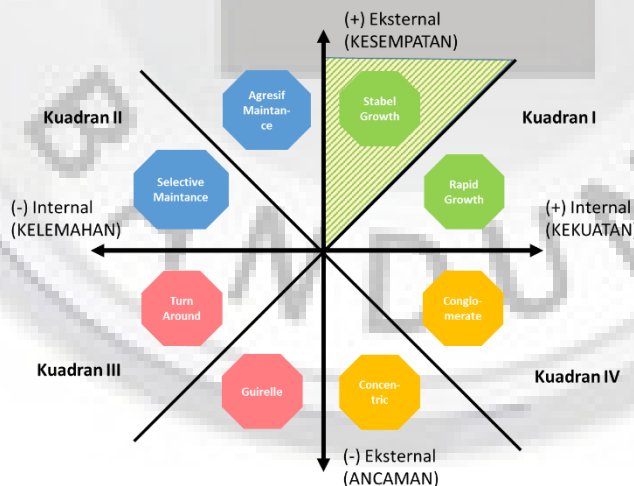 (+) Eksternal
(KESEMPATAN)
Agresif
Maintan-
ce
Stabel
Growth
Kuadran II
Kuadran I
Selective
Maintance
Rapid
Growth
(-) Internal
(KELEMAHAN)
(+) Internal
(KEKUATAN)
Turn
Around
Conglo-
merate
Kuadran III
Guirelle
Concen-
tric
Kuadran IV
(-) Eksternal
(ANCAMAN)